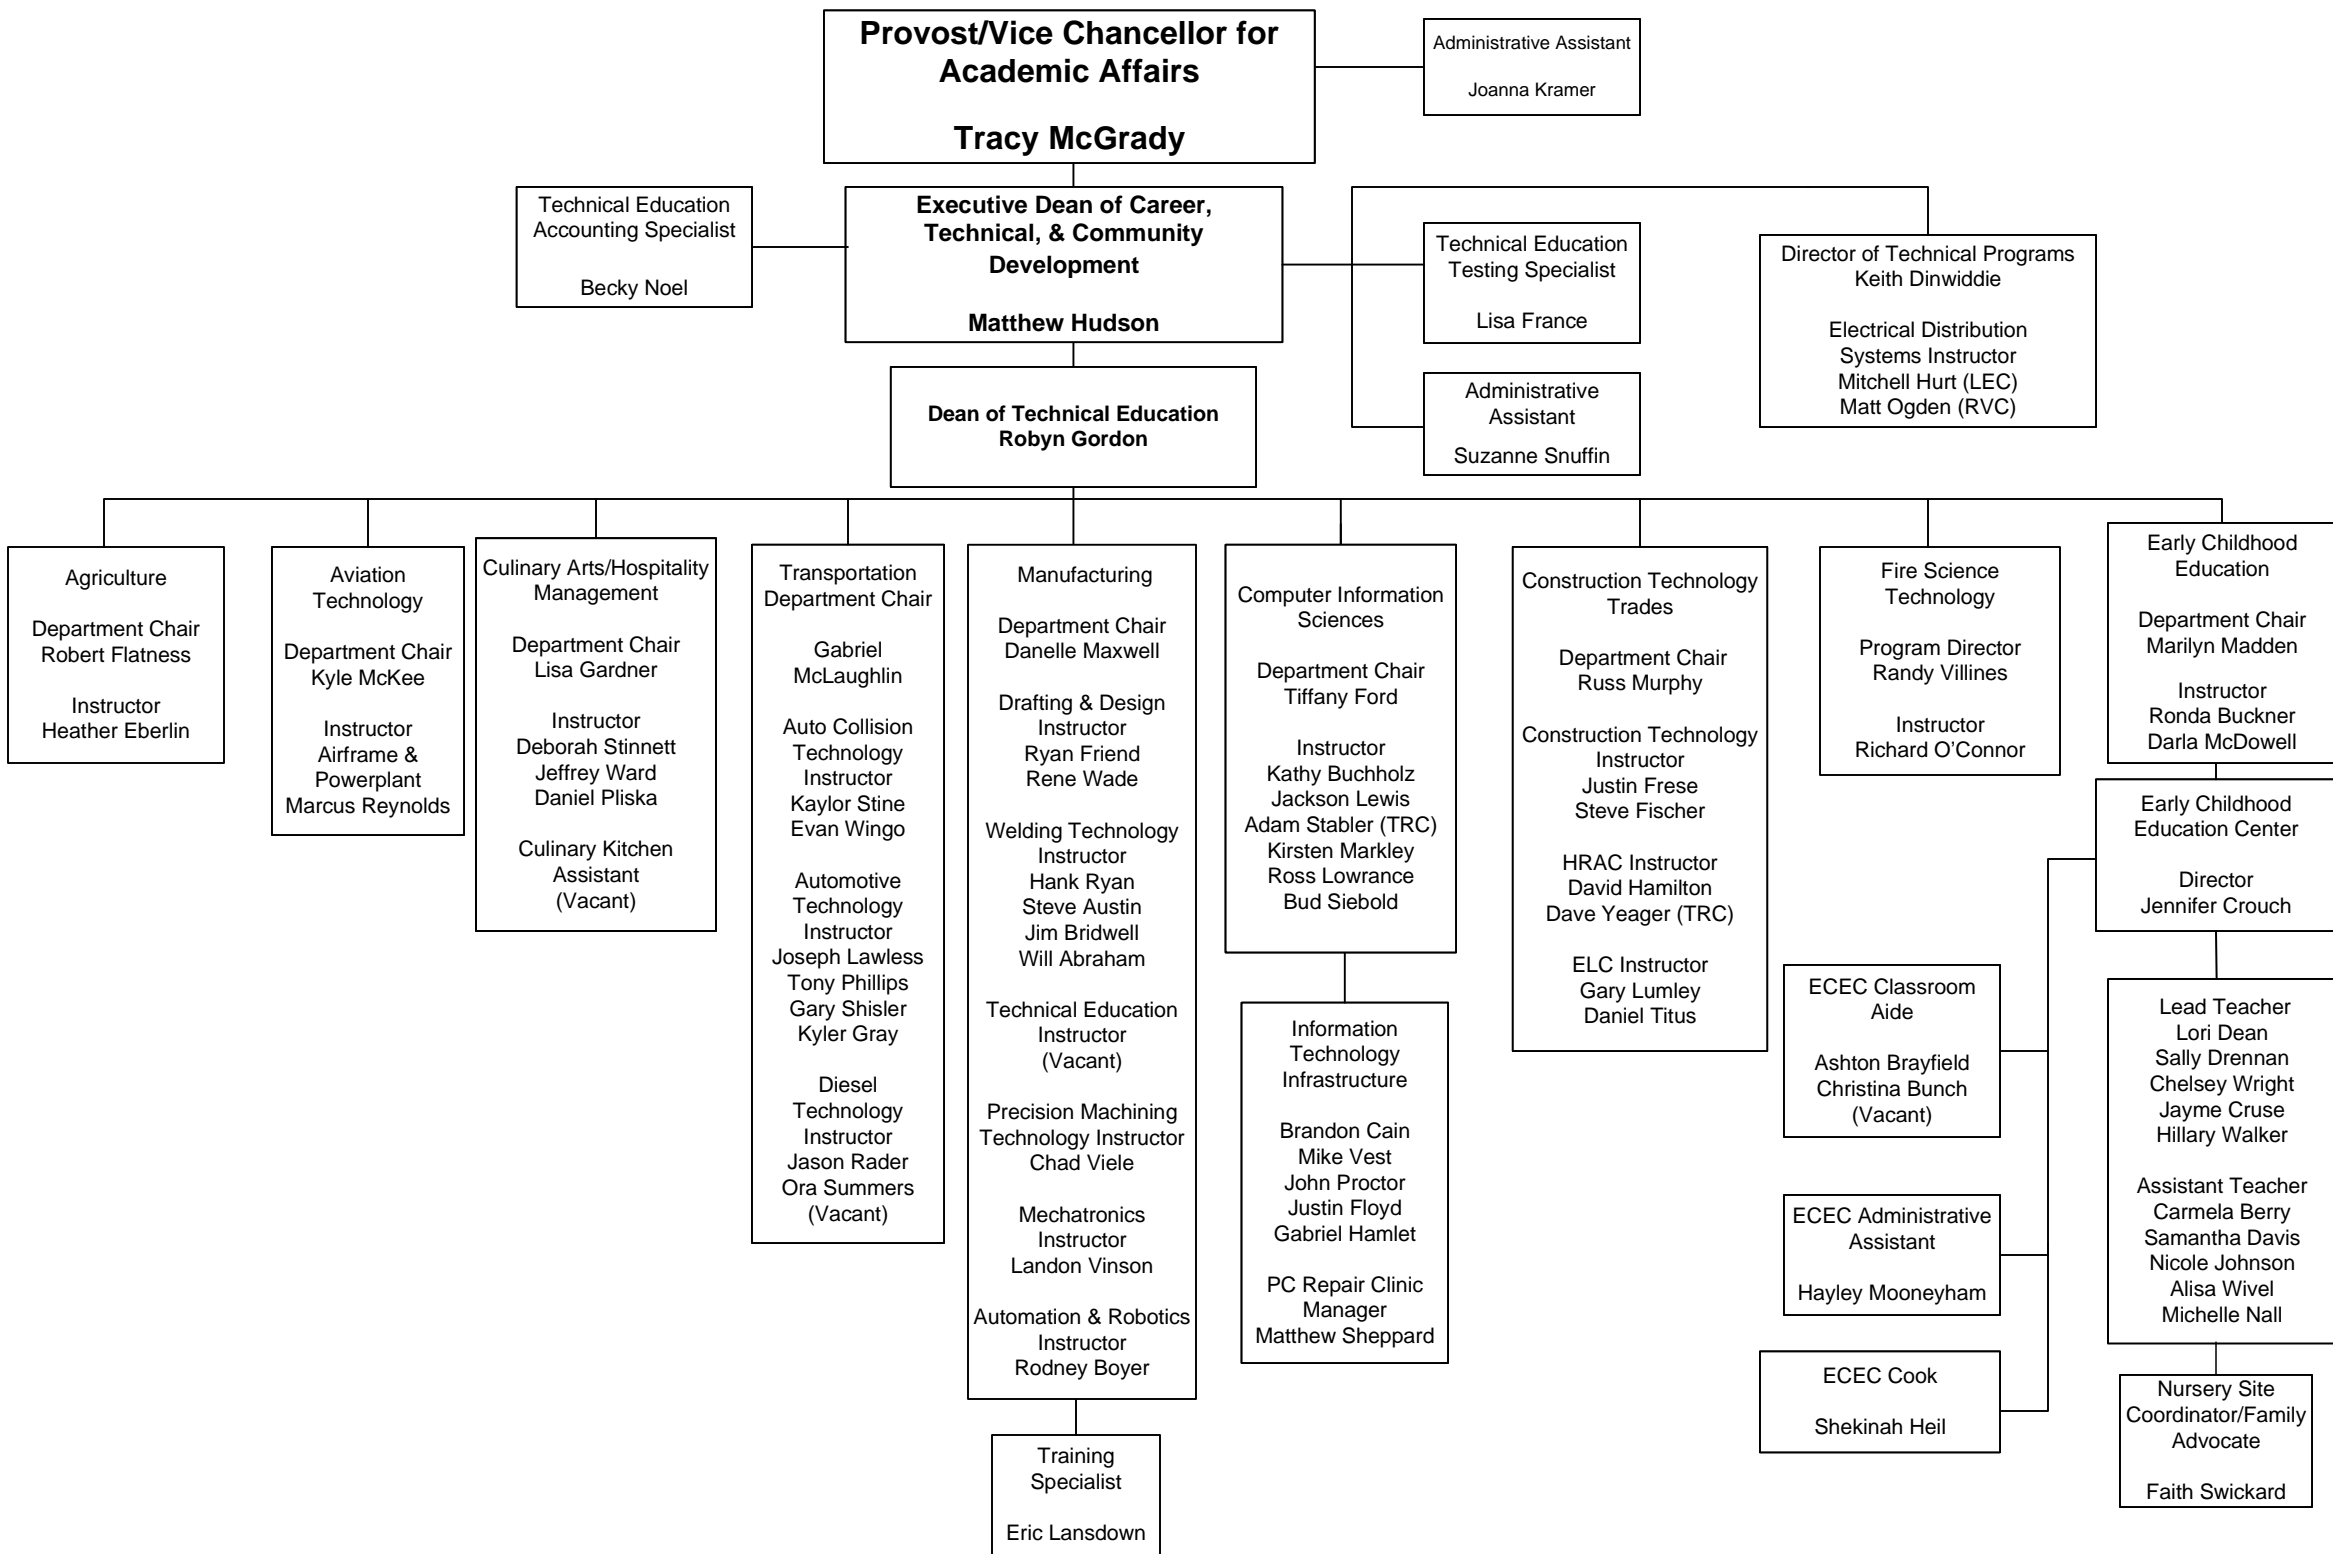 Provost/Vice Chancellor for
Academic Affairs
Tracy McGrady
Administrative Assistant
Joanna Kramer
Technical Education
Accounting Specialist
Becky Noel
Executive Dean of Career,
Technical, & Community
Development
Matthew Hudson
Technical Education
Testing Specialist
Lisa France
Director of Technical Programs
Keith Dinwiddie
Electrical Distribution
Systems Instructor
Mitchell Hurt (LEC)
Matt Ogden (RVC)
Administrative
Assistant
Suzanne Snuffin
Dean of Technical Education
Robyn Gordon
Agriculture
Department Chair
Robert Flatness
Instructor
Heather Eberlin
Aviation
Technology
Department Chair
Kyle McKee
Instructor
Airframe &
Powerplant
Marcus Reynolds
Culinary Arts/Hospitality
Management
Department Chair
Lisa Gardner
Instructor
Deborah Stinnett
Jeffrey Ward
Daniel Pliska
Culinary Kitchen
Assistant
(Vacant)
Transportation
Department Chair
Gabriel
McLaughlin
Auto Collision
Technology
Instructor
Kaylor Stine
Evan Wingo
Automotive
Technology
Instructor
Joseph Lawless
Tony Phillips
Gary Shisler
Kyler Gray
Diesel
Technology
Instructor
Jason Rader
Ora Summers
(Vacant)
Manufacturing
Department Chair
Danelle Maxwell
Drafting & Design
Instructor
Ryan Friend
Rene Wade
Welding Technology
Instructor
Hank Ryan
Steve Austin
Jim Bridwell
Will Abraham
Technical Education
Instructor
(Vacant)
Precision Machining
Technology Instructor
Chad Viele
Mechatronics
Instructor
Landon Vinson
Automation & Robotics
Instructor
Rodney Boyer
Training
Specialist
Eric Lansdown
Computer Information
Sciences
Department Chair
Tiffany Ford
Instructor
Kathy Buchholz
Jackson Lewis
Adam Stabler (TRC)
Kirsten Markley
Ross Lowrance
Bud Siebold
Information
Technology
Infrastructure
Brandon Cain
Mike Vest
John Proctor
Justin Floyd
Gabriel Hamlet
PC Repair Clinic
Manager
Matthew Sheppard
Construction Technology
Trades
Department Chair
Russ Murphy
Construction Technology
Instructor
Justin Frese
Steve Fischer
HRAC Instructor
David Hamilton
Dave Yeager (TRC)
ELC Instructor
Gary Lumley
Daniel Titus
Fire Science
Technology
Program Director
Randy Villines
Instructor
Richard O’Connor
Early Childhood
Education
Department Chair
Marilyn Madden
Instructor
Ronda Buckner
Darla McDowell
Early Childhood
Education Center
Director
Jennifer Crouch
ECEC Classroom
Aide
Ashton Brayfield
Christina Bunch
(Vacant)
ECEC Administrative
Assistant
Hayley Mooneyham
ECEC Cook
Shekinah Heil
Lead Teacher
Lori Dean
Sally Drennan
Chelsey Wright
Jayme Cruse
Hillary Walker
Assistant Teacher
Carmela Berry
Samantha Davis
Nicole Johnson
Alisa Wivel
Michelle Nall
Nursery Site
Coordinator/Family
Advocate
Faith Swickard